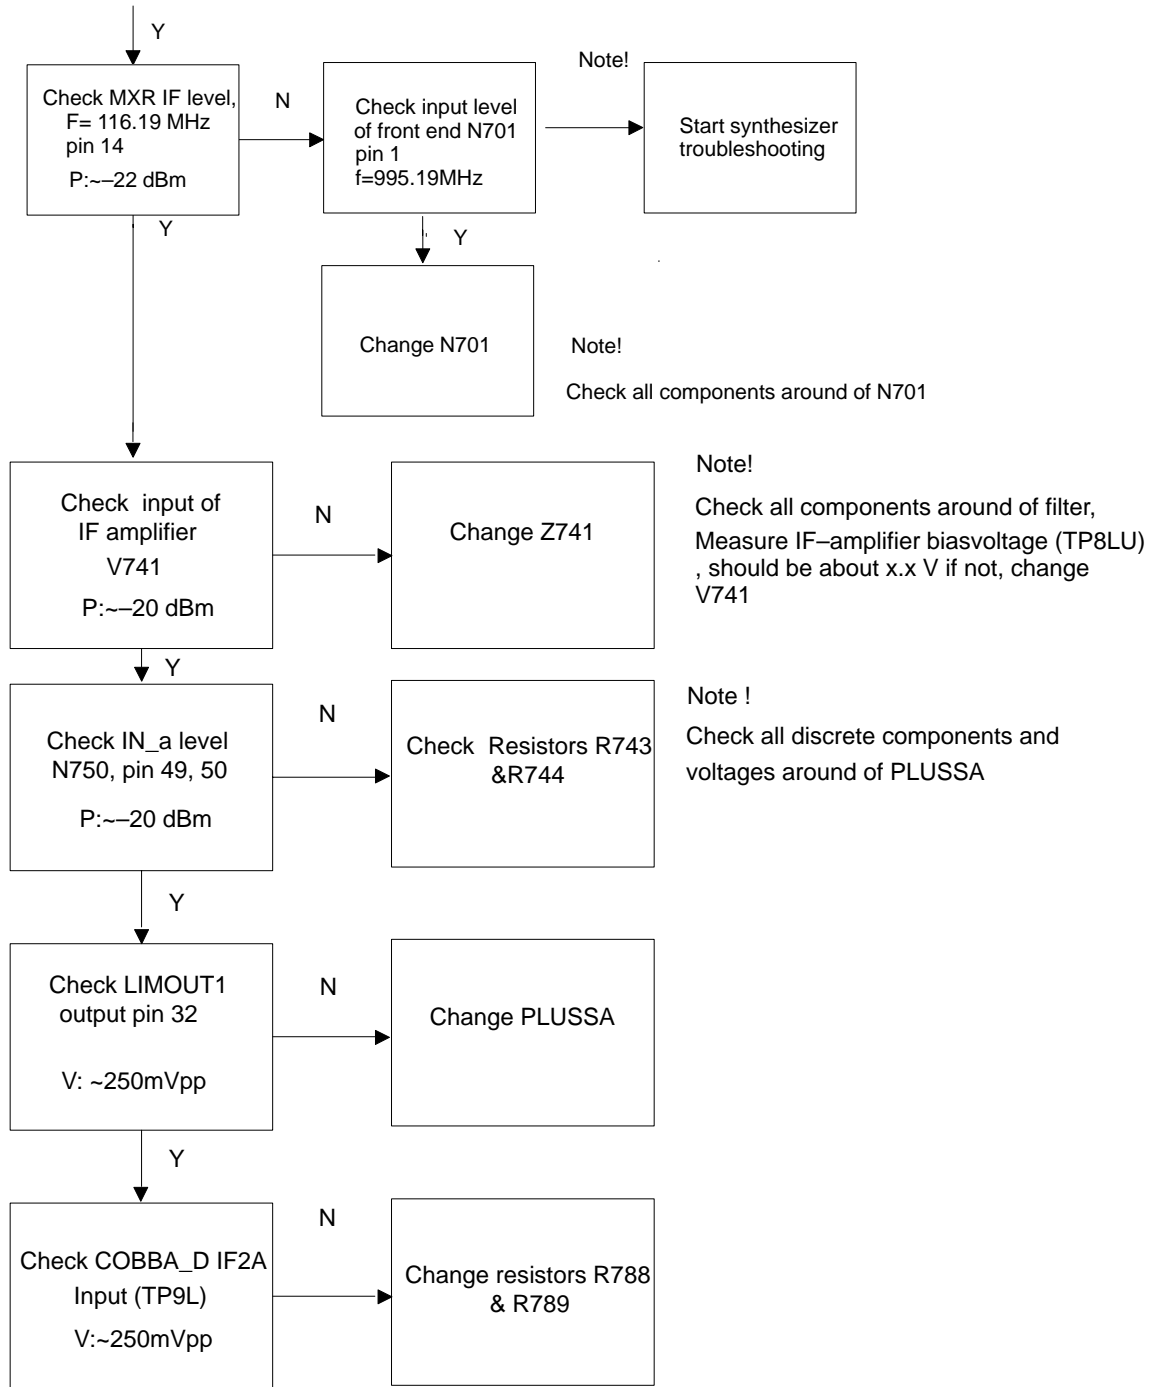 Y
Check MXR IF level,
F= 116.19 MHz
pin 14
P:~–22 dBm
N
Check input level
of front end N701
pin 1
f=995.19MHz
Note!
Start synthesizer
troubleshooting
Y
Y
Change N701
Note!
Check all components around of N701
Check input of
IF amplifier
V741
P:~–20 dBm
N
Change Z741
Note!
Check all components around of filter,
Measure IF–amplifier biasvoltage (TP8LU)
, should be about x.x V if not, change
V741
Y
Check IN_a level
N750, pin 49, 50
P:~–20 dBm
N
Check Resistors R743
&R744
Note !
Check all discrete components and
voltages around of PLUSSA
Y
Check LIMOUT1
output pin 32
V: ~250mVpp
N
Change PLUSSA
Y
Check COBBA_D IF2A
Input (TP9L)
V:~250mVpp
N
Change resistors R788
& R789